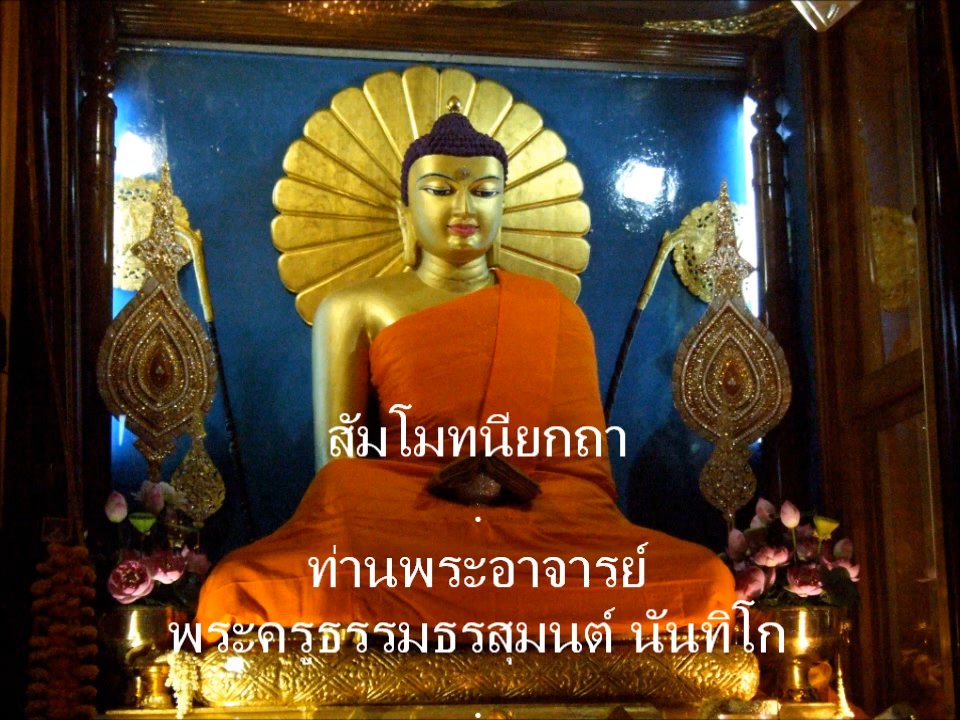 สัมโมทนียกถา
.
ท่านพระอาจารย์
พระครูธรรมธรสุมนต์ นันทิโก
.